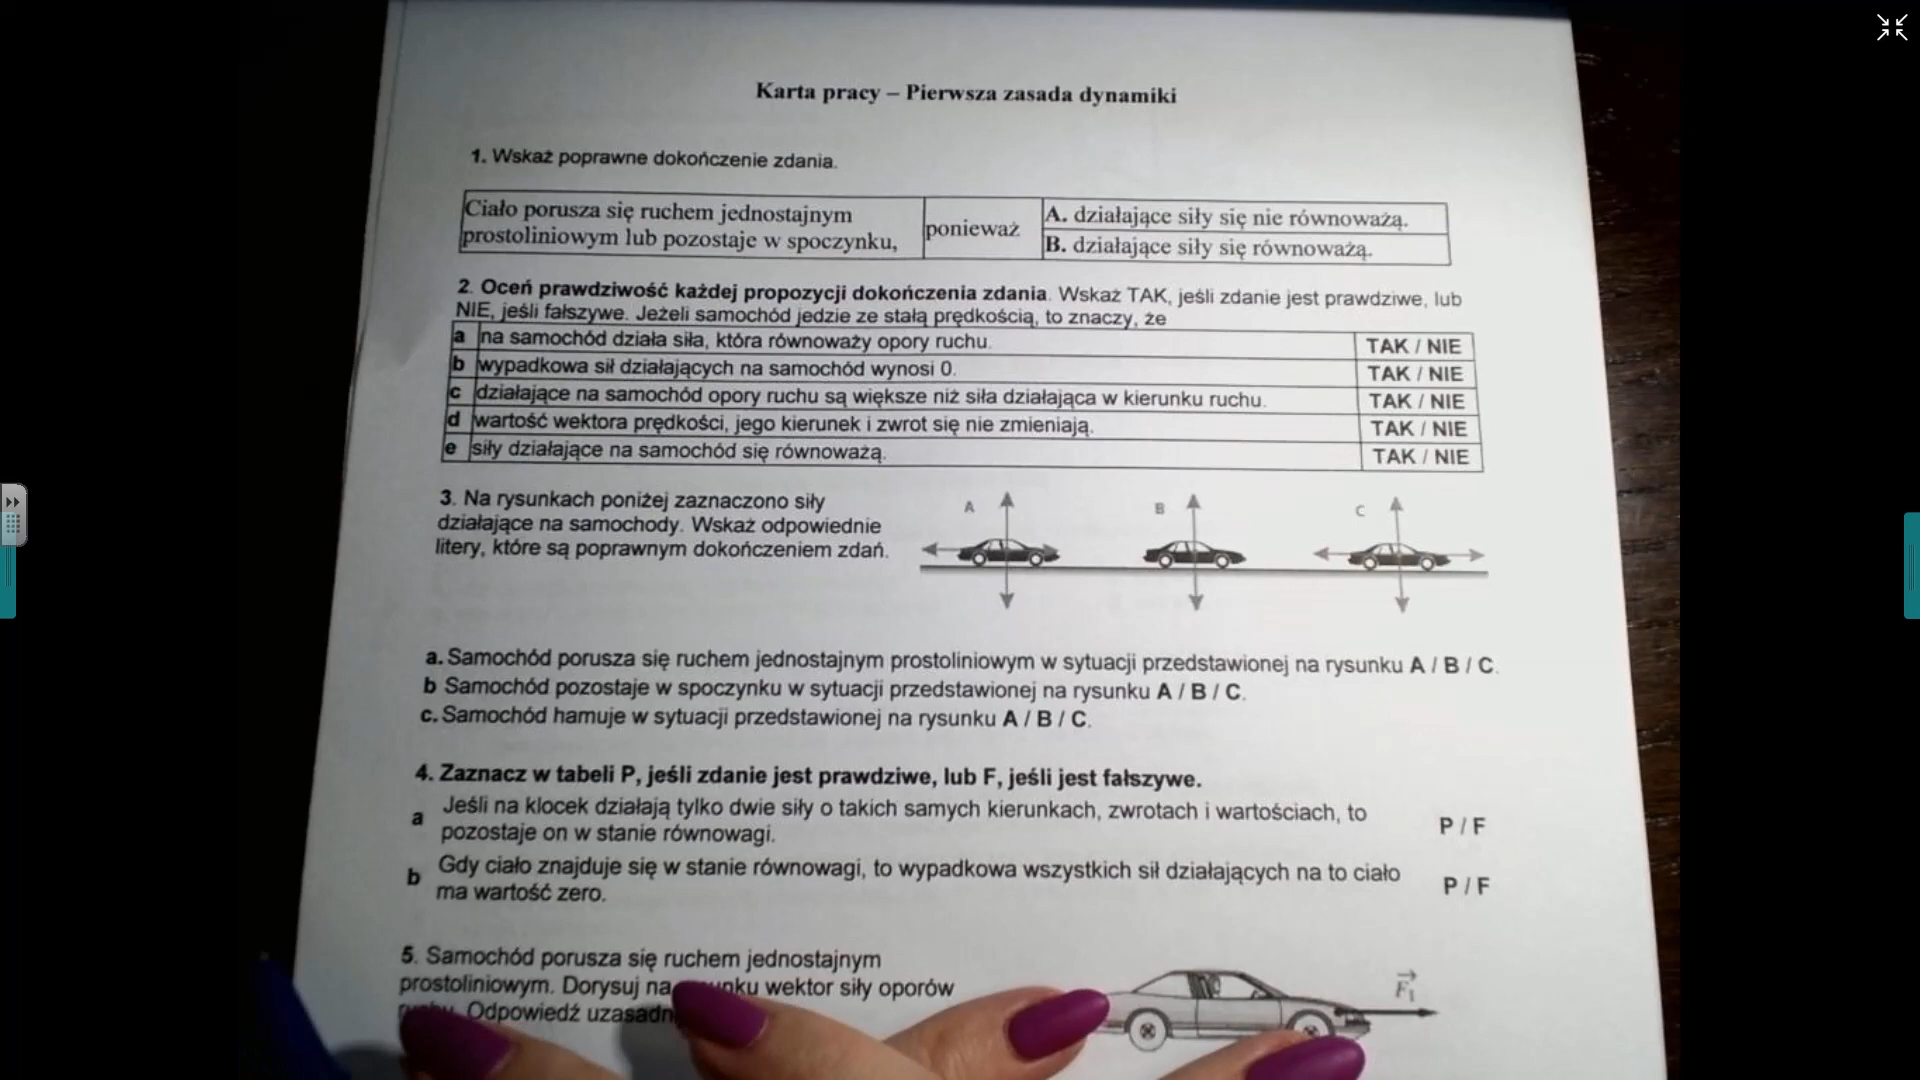 Karta pracy – Pierwsza zasada dynamiki
1. Wskaż poprawne dokończenie zdania.
Ciało porusza się ruchem jednostajnym
prostoliniowym lub pozostaje w spoczynku,
ponieważ
A. działające siły się nie równoważą.
B. działające siły się równoważą.
2. Oceń prawdziwość każdej propozycji dokończenia zdania. Wskaż TAK, jeśli zdanie jest prawdziwe, lub
NIE, jeśli fałszywe. Jeżeli samochód jedzie ze stałą prędkością, to znaczy, że
a na samochód działa siła, która równoważy opory ruchu. TAK / NIE
b wypadkowa sił działających na samochód wynosi 0. TAK / NIE
c działające na samochód opory ruchu są większe niż siła działająca w kierunku ruchu. TAK / NIE
d wartość wektora prędkości, jego kierunek i zwrot się nie zmieniają. TAK / NIE
e siły działające na samochód się równoważą. TAK / NIE
3. Na rysunkach poniżej zaznaczono siły
działające na samochody. Wskaż odpowiednie
litery, które są poprawnym dokończeniem zdań.
A B C
a. Samochód porusza się ruchem jednostajnym prostoliniowym w sytuacji przedstawionej na rysunku A / B / C.
b Samochód pozostaje w spoczynku w sytuacji przedstawionej na rysunku A / B / C.
c. Samochód hamuje w sytuacji przedstawionej na rysunku A / B / C.
4. Zaznacz w tabeli P, jeśli zdanie jest prawdziwe, lub F, jeśli jest fałszywe.
a Jeśli na klocek działają tylko dwie siły o takich samych kierunkach, zwrotach i wartościach, to
pozostaje on w stanie równowagi.
P / F
b Gdy ciało znajduje się w stanie równowagi, to wypadkowa wszystkich sił działających na to ciało
ma wartość zero.
P / F
5. Samochód porusza się ruchem jednostajnym
prostoliniowym. Dorysuj na wektor siły oporów
Odpowiedź
F₁